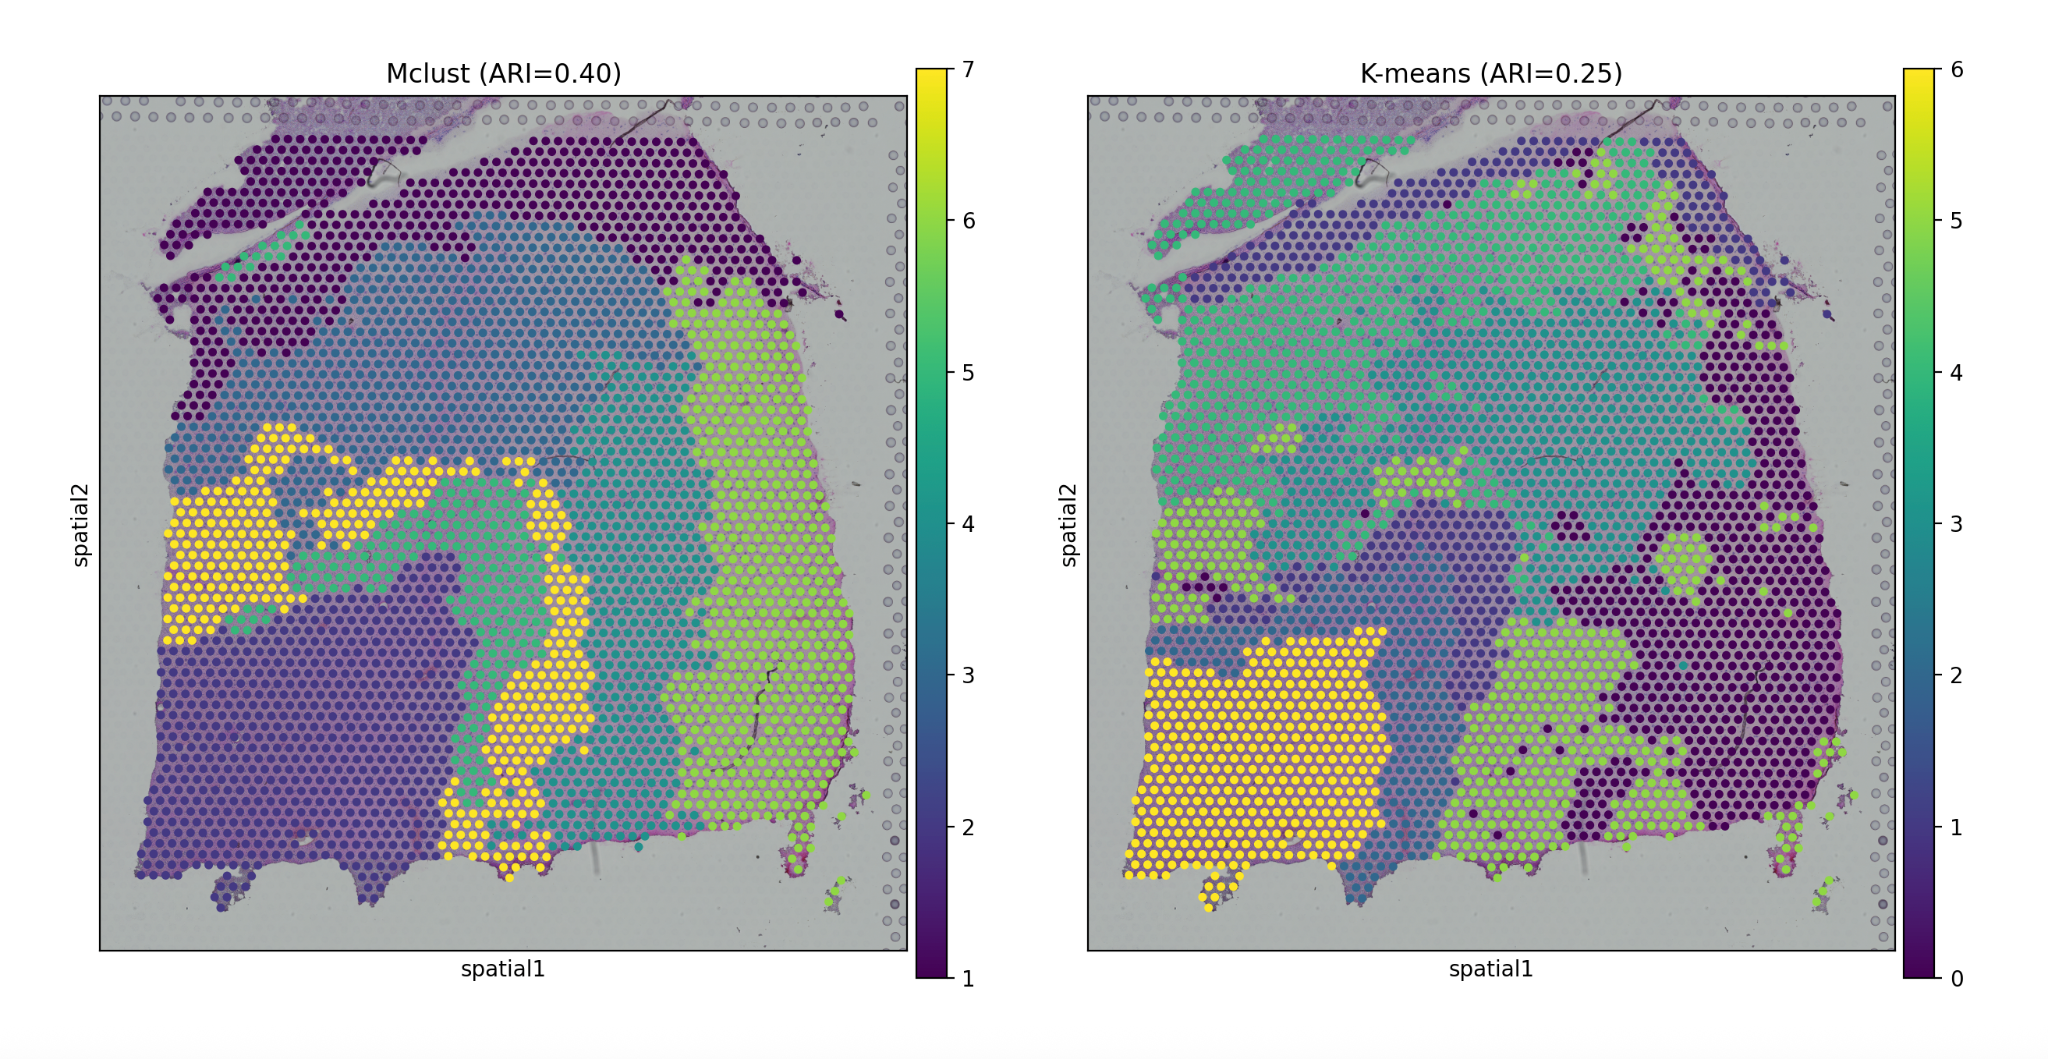 Mclust (ARI=0.40)
spatial2
spatial1
7
6
5
4
3
2
1
K-means (ARI=0.25)
spatial2
spatial1
6
5
4
3
2
1
0